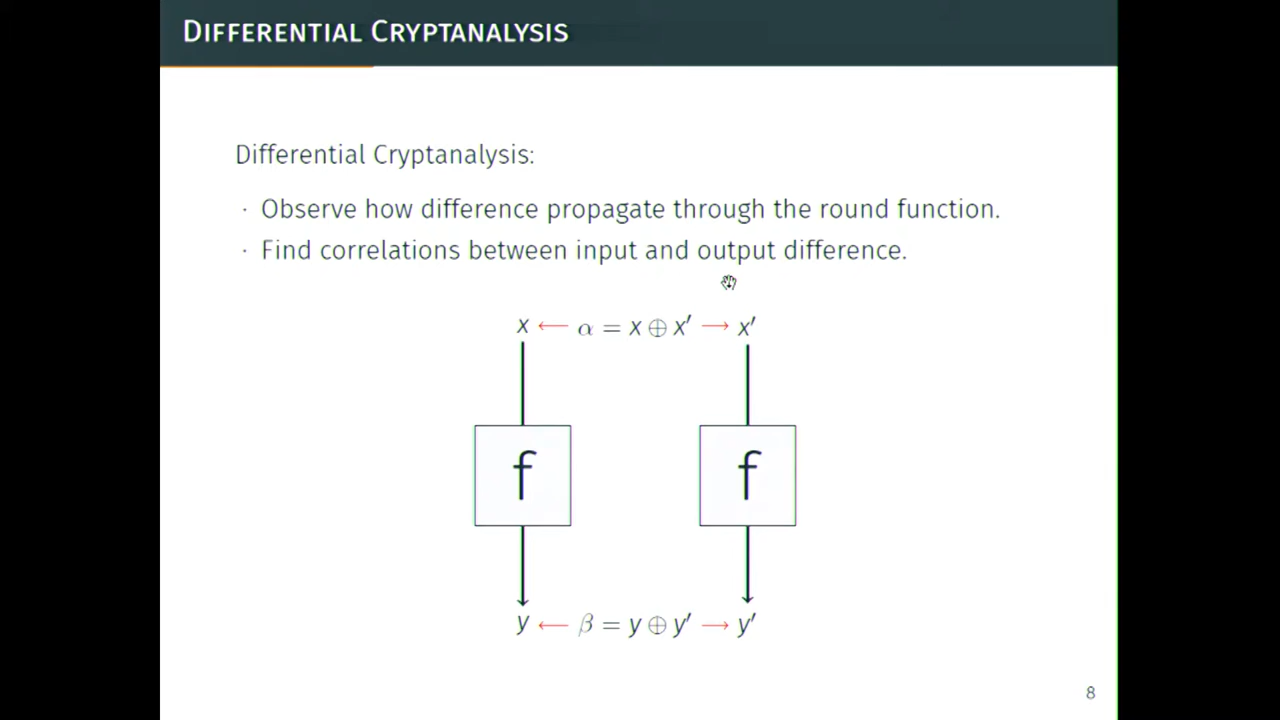 DIFFERENTIAL CRYPTANALYSIS
Differential Cryptanalysis:
· Observe how difference propagate through the round function.
· Find correlations between input and output difference.
x ← α = x ⊕ x′ → x′
f f
y ← β = y ⊕ y′ → y′
8